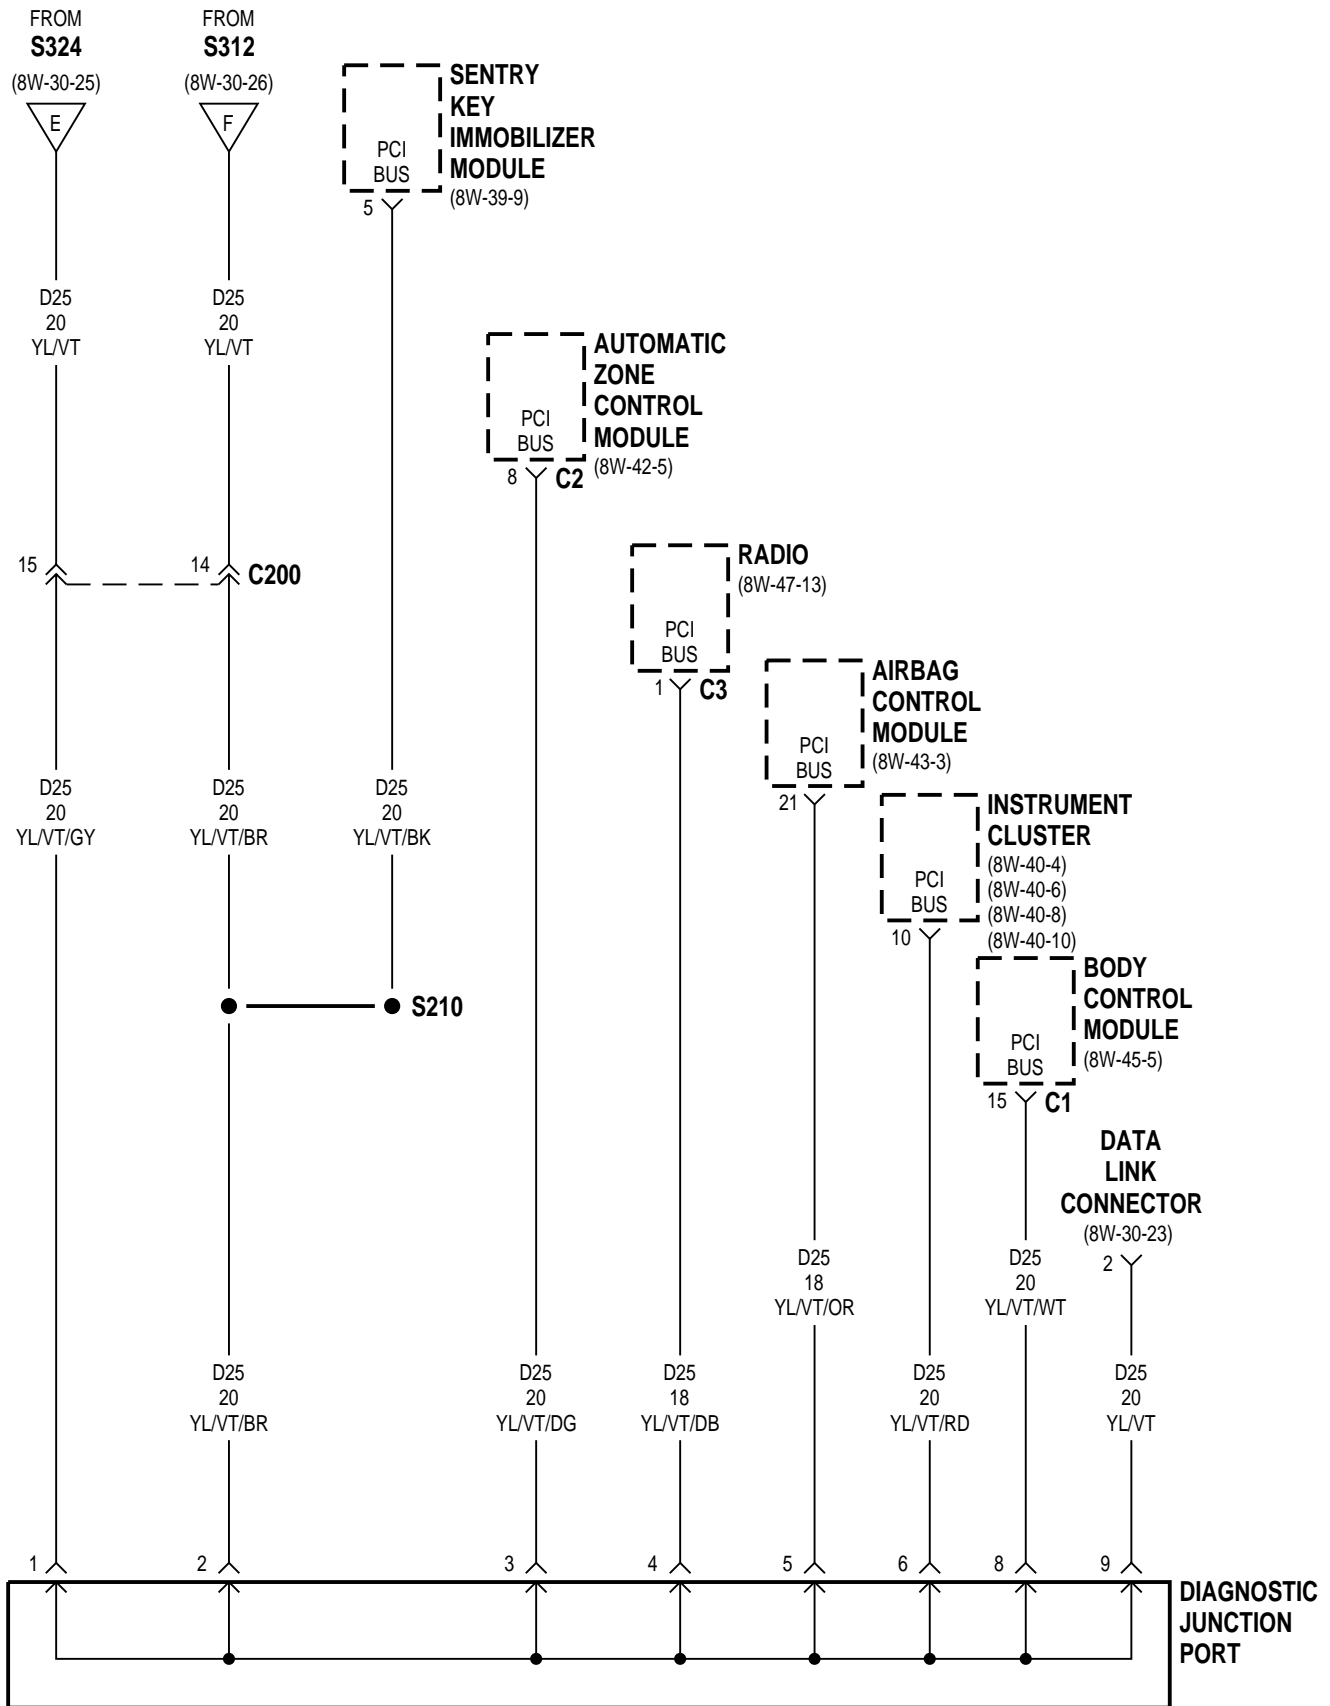 FROM
S324
(8W-30-25)
E
FROM
S312
(8W-30-26)
F
PCI
BUS
5
SENTRY
KEY
IMMOBILIZER
MODULE
(8W-39-9)
D25
20
YL/VT
D25
20
YL/VT
PCI
BUS
8
C2
AUTOMATIC
ZONE
CONTROL
MODULE
(8W-42-5)
15
14
C200
PCI
BUS
1
C3
RADIO
(8W-47-13)
PCI
BUS
21
AIRBAG
CONTROL
MODULE
(8W-43-3)
D25
20
YL/VT/GY
D25
20
YL/VT/BR
D25
20
YL/VT/BK
PCI
BUS
10
INSTRUMENT
CLUSTER
(8W-40-4)
(8W-40-6)
(8W-40-8)
(8W-40-10)
S210
PCI
BUS
15
C1
BODY
CONTROL
MODULE
(8W-45-5)
DATA
LINK
CONNECTOR
(8W-30-23)
2
D25
18
YL/VT/OR
D25
20
YL/VT/WT
D25
20
YL/VT/BR
D25
20
YL/VT/DG
D25
18
YL/VT/DB
D25
20
YL/VT/RD
D25
20
YL/VT
1
2
3
4
5
6
8
9
DIAGNOSTIC
JUNCTION
PORT